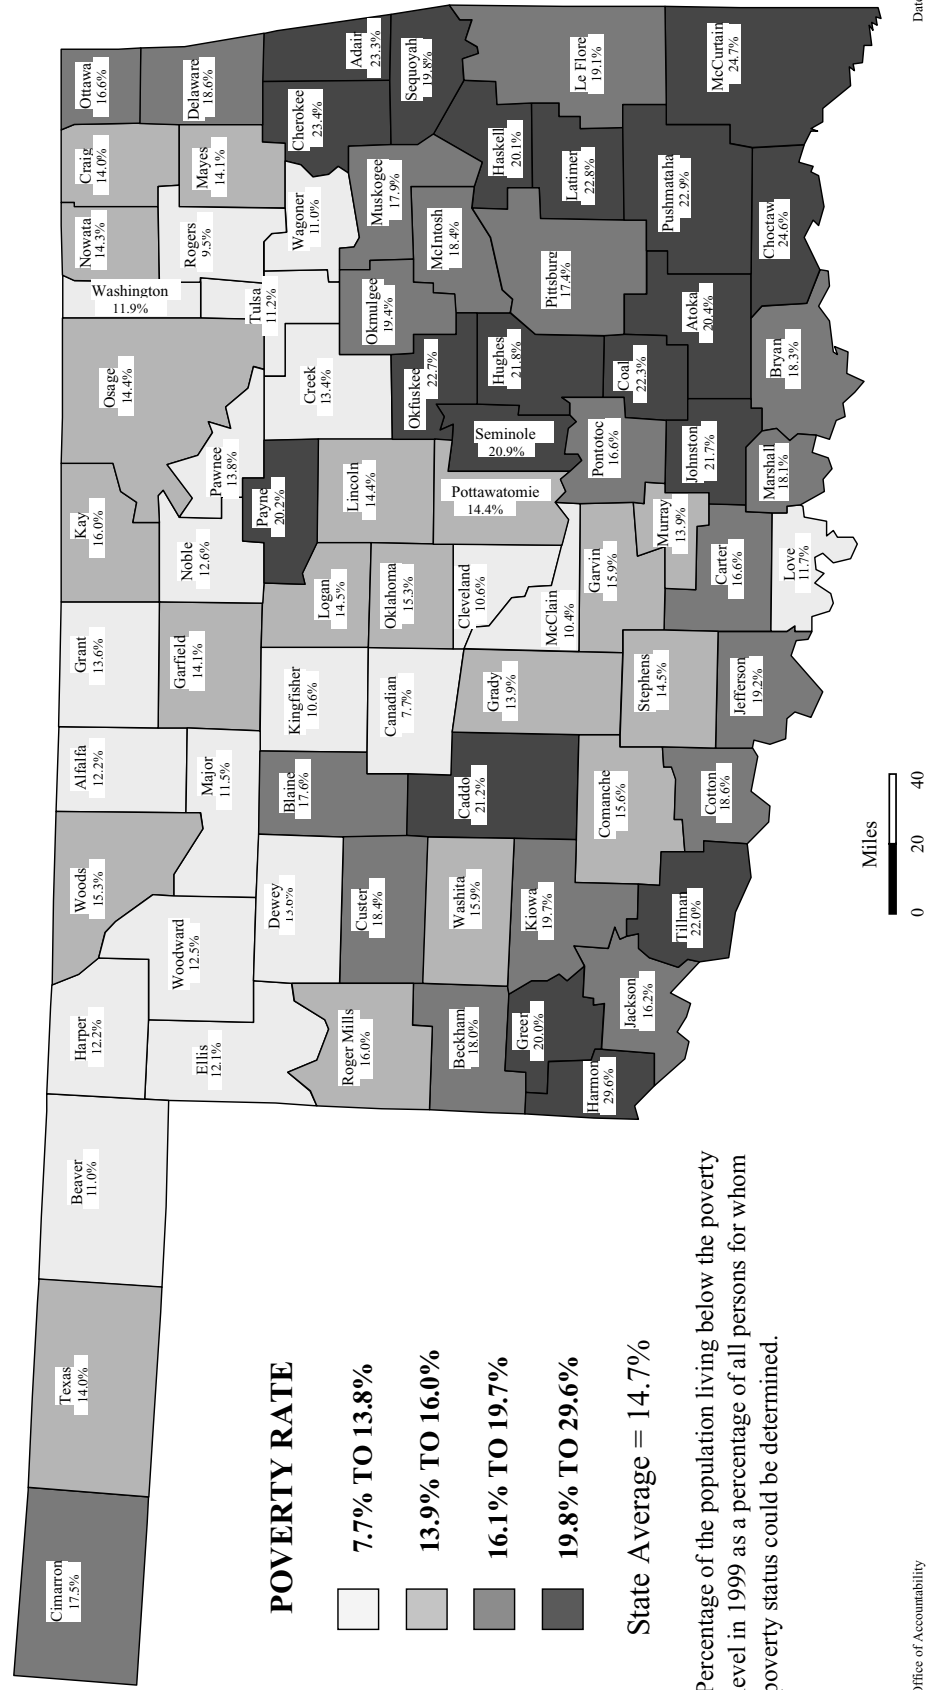 Cimarron
17.5%
Texas
14.0%
Beaver
11.0%
Harper
12.2%
Woods
15.3%
Alfalfa
12.2%
Grant
13.6%
Kay
16.0%
Osage
14.4%
Washington
11.9%
Nowata
14.3%
Craig
14.0%
Ottawa
16.6%
Ellis
12.1%
Woodward
12.5%
Major
11.5%
Garfield
14.1%
Noble
12.6%
Pawnee
13.8%
Rogers
9.5%
Mayes
14.1%
Delaware
18.6%
Dewey
13.6%
Blaine
17.6%
Kingfisher
10.6%
Logan
14.5%
Payne
20.2%
Creek
13.4%
Tulsa
11.2%
Wagoner
11.0%
Cherokee
23.4%
Adair
23.3%
Roger Mills
16.0%
Custer
18.4%
Canadian
7.7%
Oklahoma
15.3%
Lincoln
14.4%
Okfuskee
22.7%
Okmulgee
19.4%
Muskogee
17.9%
Sequoyah
19.8%
Beckham
18.0%
Washita
15.9%
Caddo
21.2%
Grady
13.9%
Cleveland
10.6%
McClain
10.4%
Pottawatomie
14.4%
Seminole
20.9%
Hughes
21.8%
McIntosh
18.4%
Haskell
20.1%
Le Flore
19.1%
Green
20.0%
Kiowa
19.7%
Comanche
15.6%
Stephens
14.5%
Garvin
15.9%
Pontotoc
16.6%
Coal
22.3%
Pittsburg
17.4%
Latimer
22.8%
Harmon
29.6%
Jackson
16.2%
Tillman
22.0%
Cotton
18.6%
Jefferson
19.2%
Carter
16.6%
Murray
13.9%
Johnston
21.7%
Atoka
20.4%
Pushmataha
22.9%
McCurtain
24.7%
Love
11.7%
Marshall
18.1%
Bryan
18.3%
Choctaw
24.6%
POVERTY RATE
7.7% TO 13.8%
13.9% TO 16.0%
16.1% TO 19.7%
19.8% TO 29.6%
State Average = 14.7%
Percentage of the population living below the poverty
level in 1999 as a percentage of all persons for whom
poverty status could be determined.
Miles
0 20 40
Office of Accountability
Date